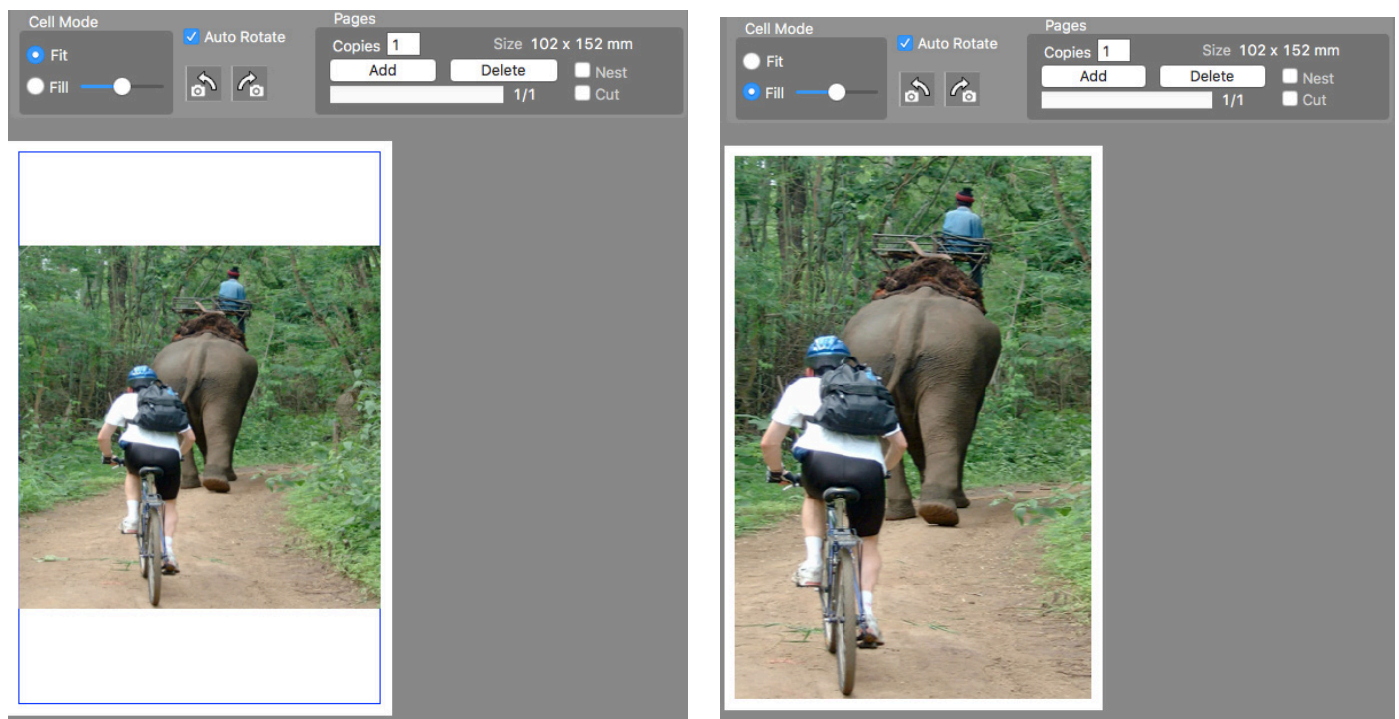 Cell Mode
Fit
Fill
Auto Rotate
Pages
Copies 1
Size 102 x 152 mm
Add
Delete
Nest
1/1
Cut
Cell Mode
Fit
Fill
Auto Rotate
Pages
Copies 1
Size 102 x 152 mm
Add
Delete
Nest
1/1
Cut